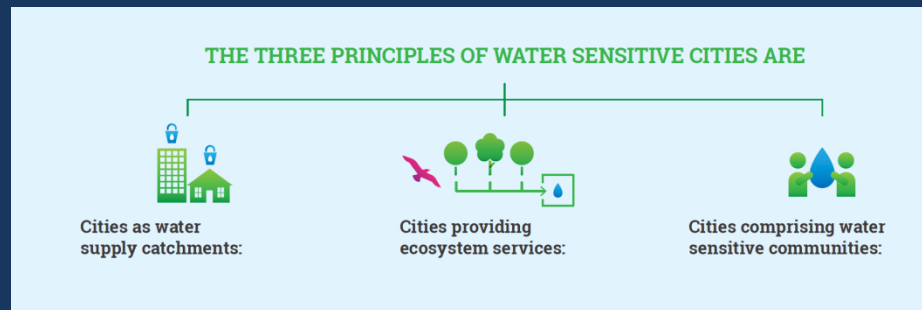 THE THREE PRINCIPLES OF WATER SENSITIVE CITIES ARE
Cities as water
supply catchments:
Cities providing
ecosystem services:
Cities comprising water
sensitive communities: